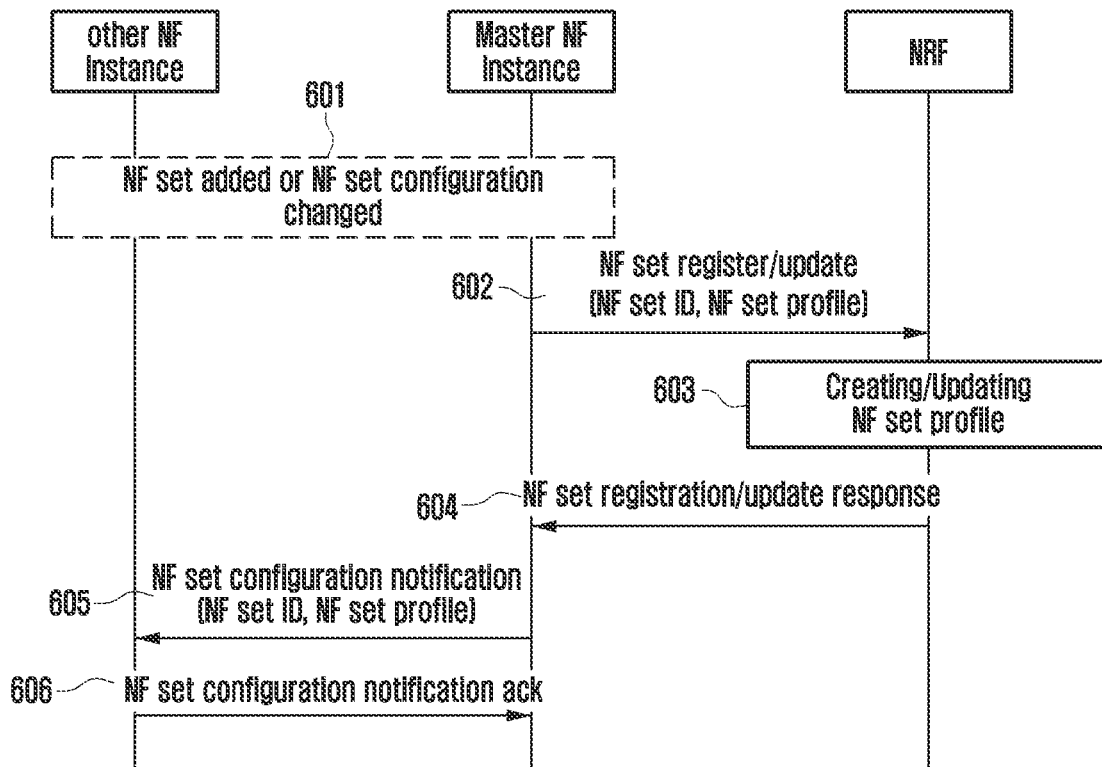 other NF
Instance
Master NF
Instance
NRF
601
NF set added or NF set configuration
changed
602
NF set register/update
(NF set ID, NF set profile)
603
Creating/Updating
NF set profile
604
NF set registration/update response
605
NF set configuration notification
(NF set ID, NF set profile)
606
NF set configuration notification ack